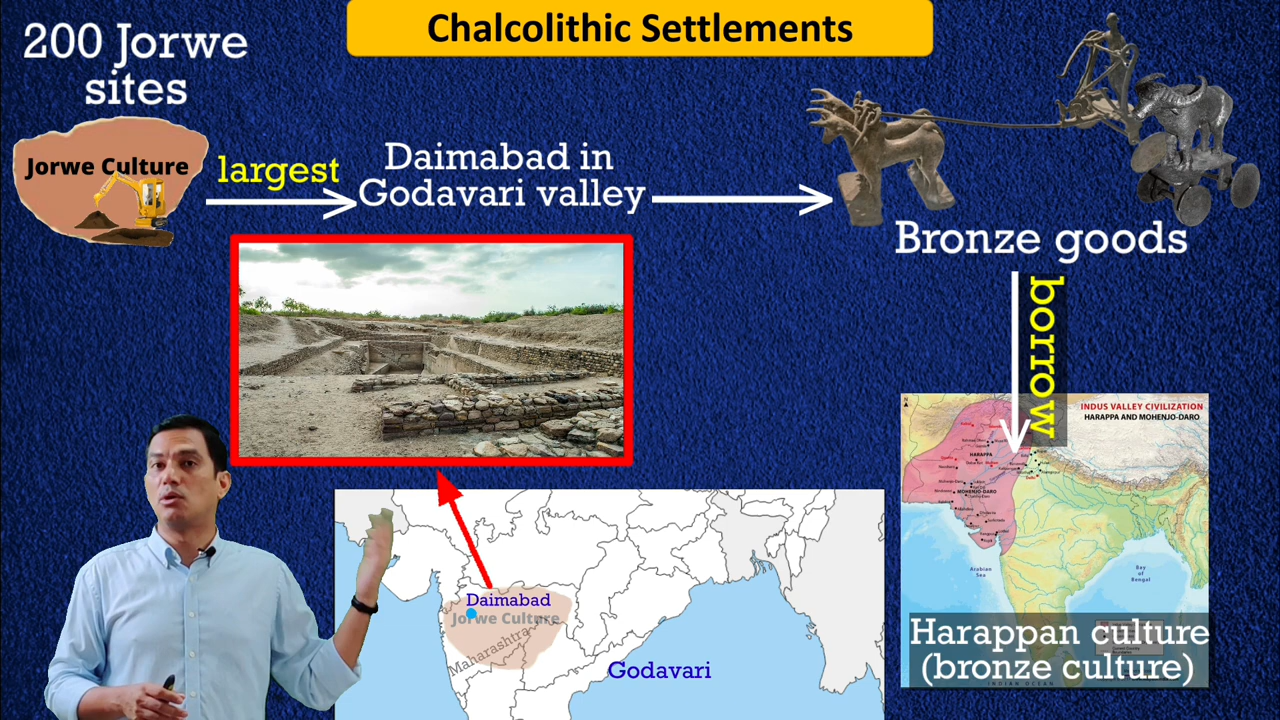 Chalcolithic Settlements
200 Jorwe
sites
Jorwe Culture
largest
Daimabad in
Godavari valley
Bronze goods
borrow
INDUS VALLEY CIVILIZATION
HARAPPA AND MOHENJO-DARO
HARAPPA
MOHENJO-DARO
Arabian
Sea
Bay
of
Bengal
Harappan culture
(bronze culture)
INDIAN OCEAN
Daimabad
Jorwe Culture
Maharashtra
Godavari